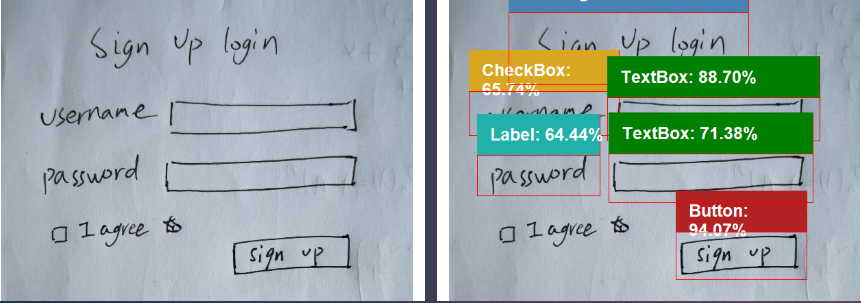 Sign up login
username
password
I agree
sign up
Sign up login
CheckBox: 65.74%
TextBox: 88.70%
username
Label: 64.44%
TextBox: 71.38%
password
Button: 94.07%
I agree
sign up